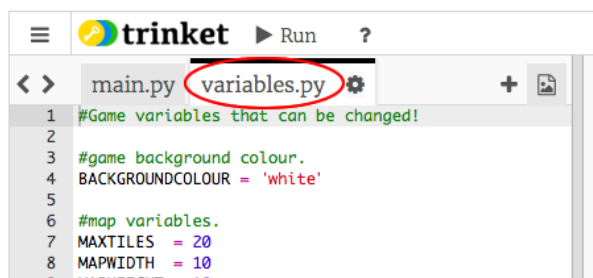 trinket Run ?
main.py variables.py
1 #Game variables that can be changed!
2
3 #game background colour.
4 BACKGROUNDCOLOUR = 'white'
5
6 #map variables.
7 MAXTILES = 20
8 MAPWIDTH = 10